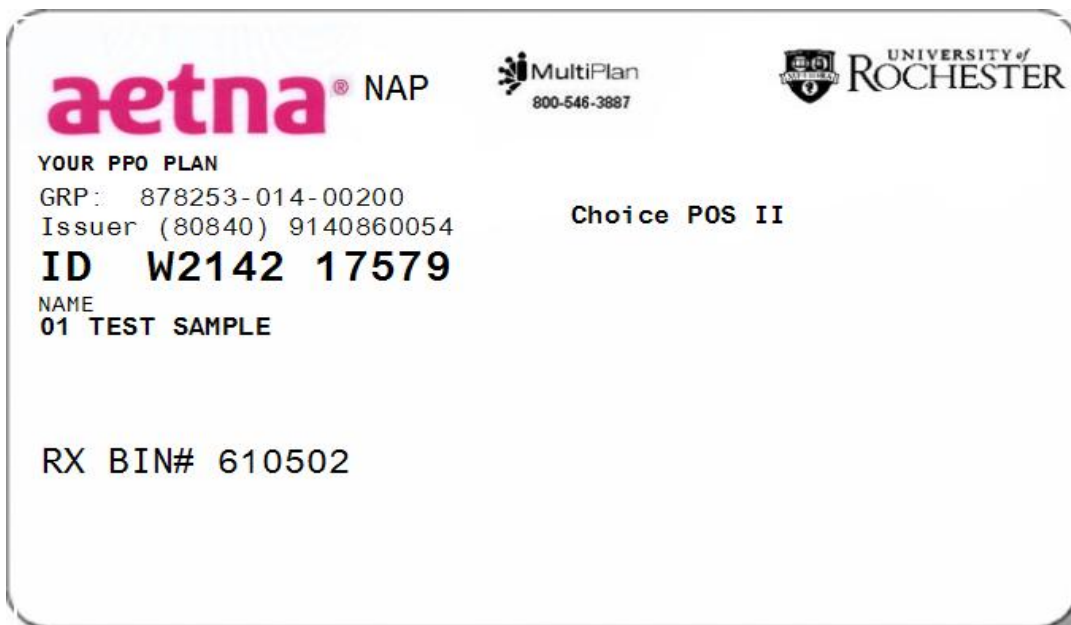 aetna® NAP
MultiPlan
800-546-3887
UNIVERSITY of
ROCHESTER
YOUR PPO PLAN
GRP: 878253-014-00200
Issuer (80840) 9140860054
Choice POS II
ID W2142 17579
NAME
01 TEST SAMPLE
RX BIN# 610502